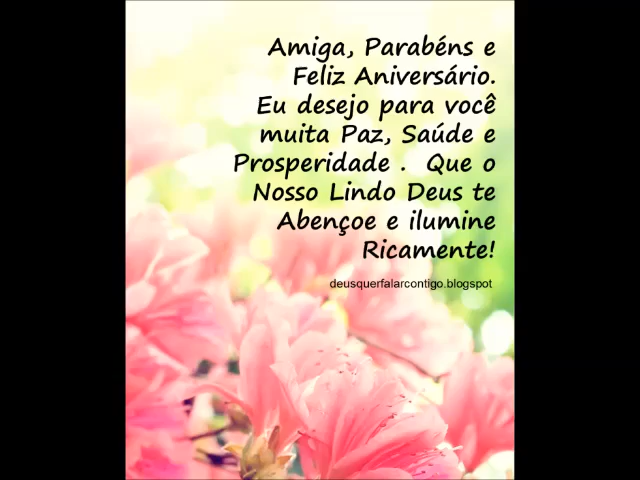 Amiga, Parabéns e
Feliz Aniversário.
Eu desejo para você
muita Paz, Saúde e
Prosperidade .  Que o
Nosso Lindo Deus te
Abençoe e ilumine
Ricamente!
deusquerfalarcontigo.blogspot